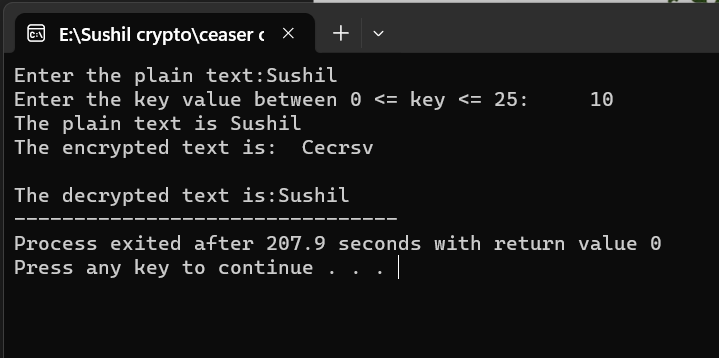 E:\Sushil crypto\ceaser c
Enter the plain text:Sushil
Enter the key value between 0 <= key <= 25:     10
The plain text is Sushil
The encrypted text is:  Cecrsv
The decrypted text is:Sushil
--------------------------------
Process exited after 207.9 seconds with return value 0
Press any key to continue . . .